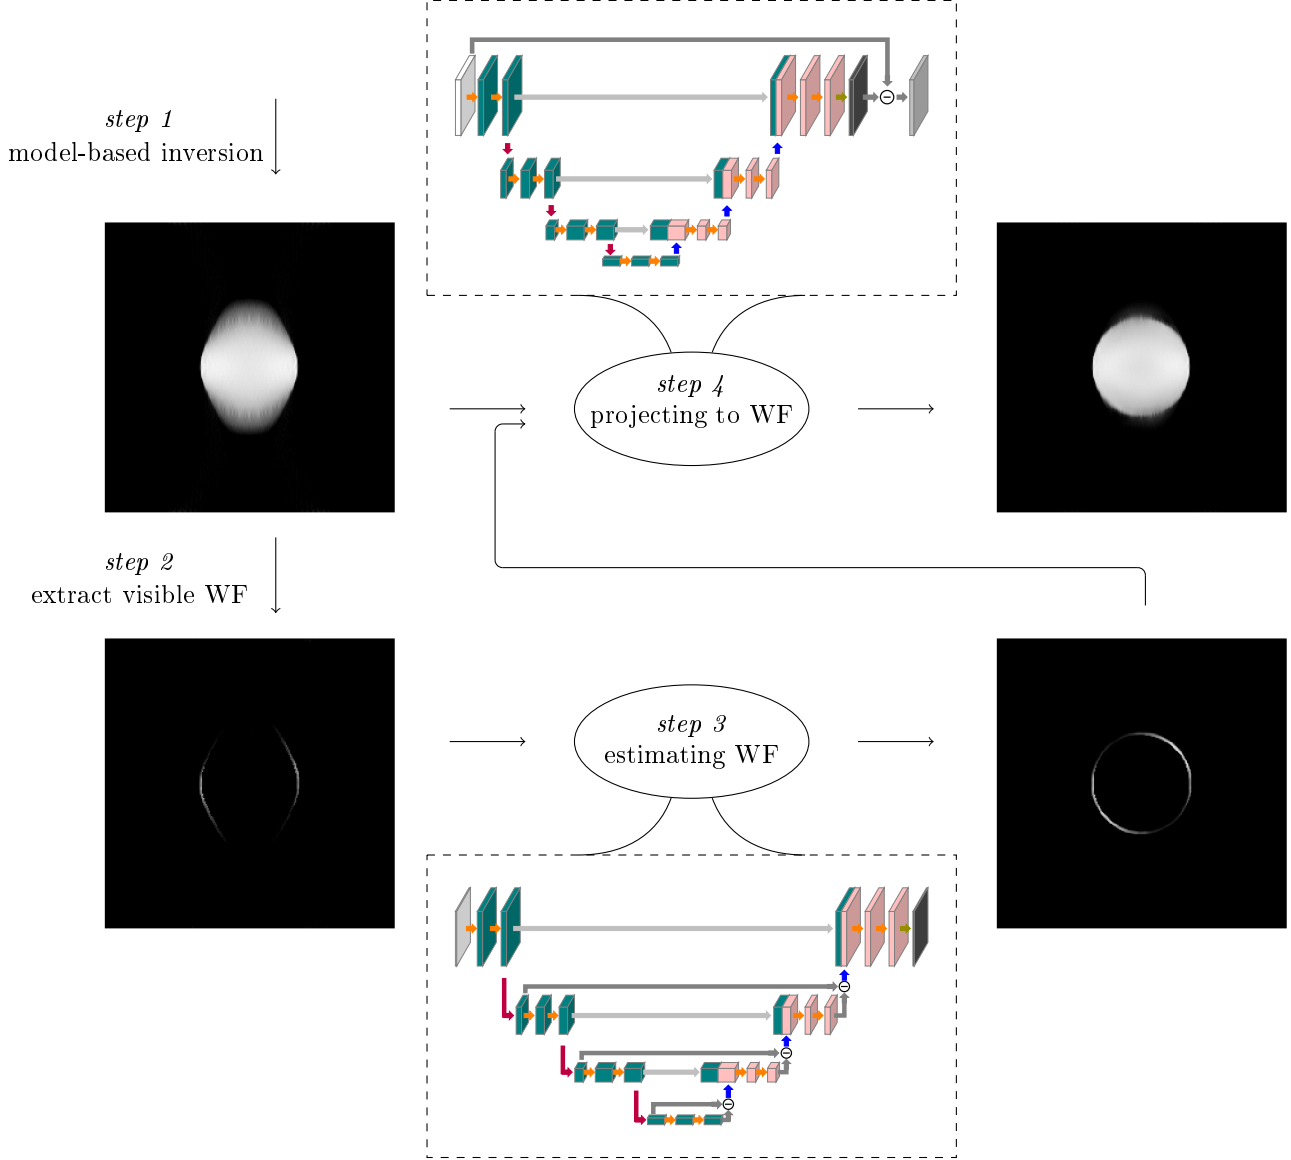 step 1
model-based inversion
step 4
projecting to WF
step 2
extract visible WF
step 3
estimating WF